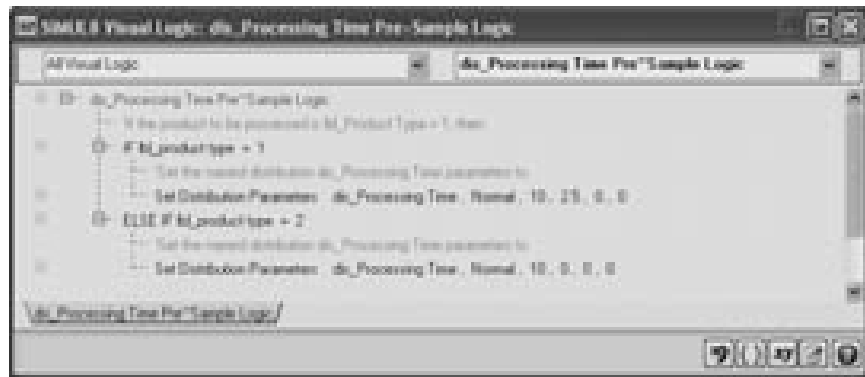 SIMUL8 Visual Logic: dis_Processing Time Pre-Sample Logic
All Visual Logic
dis_Processing Time Pre^Sample Logic
dis_Processing Time Pre^Sample Logic
If the product to be processed is lbl_Product Type = 1, then
IF lbl_product type = 1
Set the named distribution dis_Processing Time parameters to
Set Distribution Parameters dis_Processing Time , Normal , 10 , 2.5 , 0 , 0
ELSE IF lbl_product type = 2
Set the named distribution dis_Processing Time parameters to
Set Distribution Parameters dis_Processing Time , Normal , 10 , 0 , 0 , 0
dis_Processing Time Pre^Sample Logic